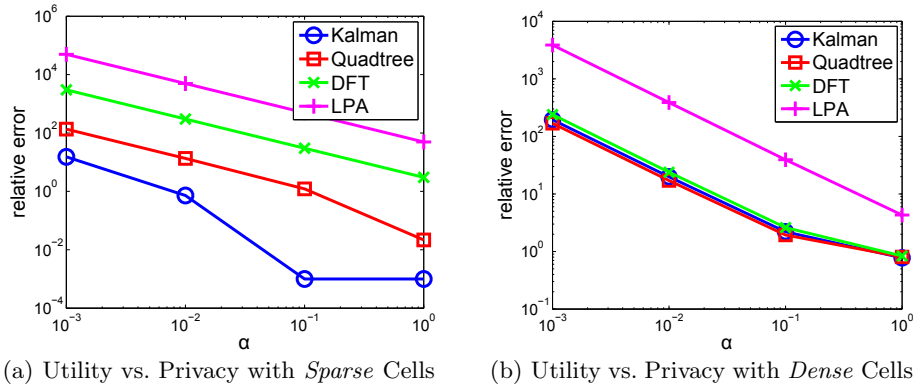 10^6
10^4
10^2
10^0
10^-2
10^-4
relative error
10^-3
10^-2
10^-1
10^0
α
Kalman
Quadtree
DFT
LPA
(a) Utility vs. Privacy with Sparse Cells
10^4
10^3
10^2
10^1
10^0
10^-1
relative error
10^-3
10^-2
10^-1
10^0
α
Kalman
Quadtree
DFT
LPA
(b) Utility vs. Privacy with Dense Cells